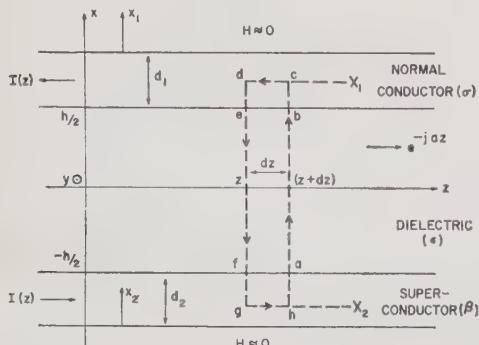 x x₁ H≈0
I(z) d₁ d c X₁ NORMAL
CONDUCTOR (σ)
h/2 e b
e^-jaz
dz
y z (z+dz) z
DIELECTRIC
(ϵ)
-h/2 f a
I(z) x₂ d₂ g h X₂ SUPER-
CONDUCTOR (β)
H≈0